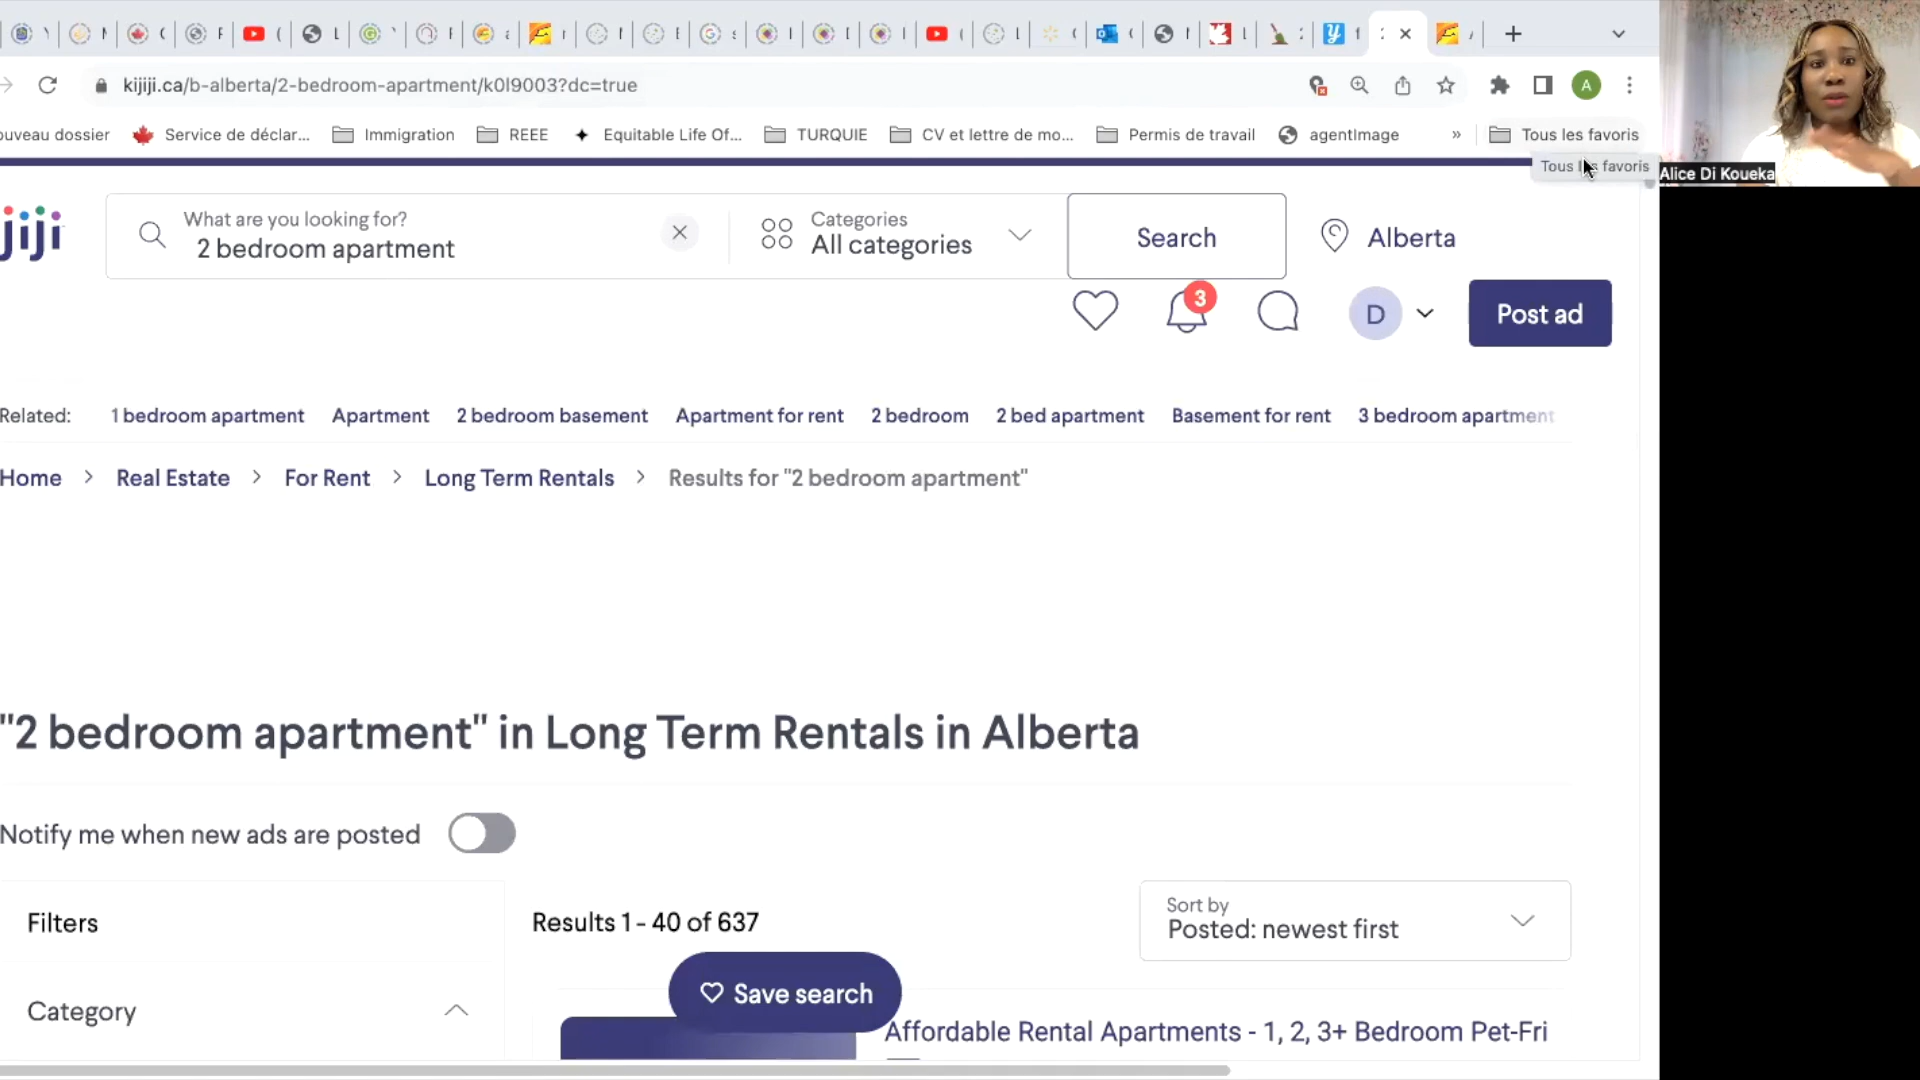 kijiji.ca/b-alberta/2-bedroom-apartment/k0l9003?dc=true
A
ouveau dossier
Service de déclar...
Immigration
REEE
Equitable Life Of...
TURQUIE
CV et lettre de mo...
Permis de travail
agentImage
»
Tous les favoris
Tous les favoris
Alice Di Koueka
jiji
What are you looking for?
2 bedroom apartment
Categories
All categories
Search
Alberta
3
D
Post ad
Related:
1 bedroom apartment
Apartment
2 bedroom basement
Apartment for rent
2 bedroom
2 bed apartment
Basement for rent
3 bedroom apartment
Home > Real Estate > For Rent > Long Term Rentals > Results for "2 bedroom apartment"
"2 bedroom apartment" in Long Term Rentals in Alberta
Notify me when new ads are posted
Filters
Results 1 - 40 of 637
Sort by
Posted: newest first
Save search
Category
Affordable Rental Apartments - 1, 2, 3+ Bedroom Pet-Fri